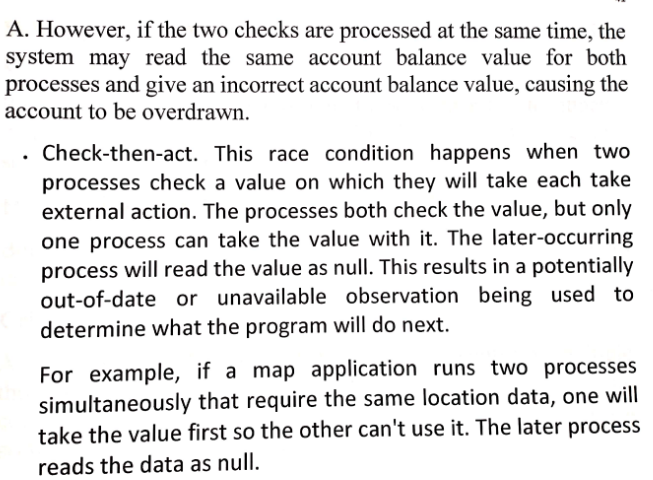 A. However, if the two checks are processed at the same time, the
system may read the same account balance value for both
processes and give an incorrect account balance value, causing the
account to be overdrawn.
. Check-then-act. This race condition happens when two
processes check a value on which they will take each take
external action. The processes both check the value, but only
one process can take the value with it. The later-occurring
process will read the value as null. This results in a potentially
out-of-date or unavailable observation being used to
determine what the program will do next.
For example, if a map application runs two processes
simultaneously that require the same location data, one will
take the value first so the other can't use it. The later process
reads the data as null.